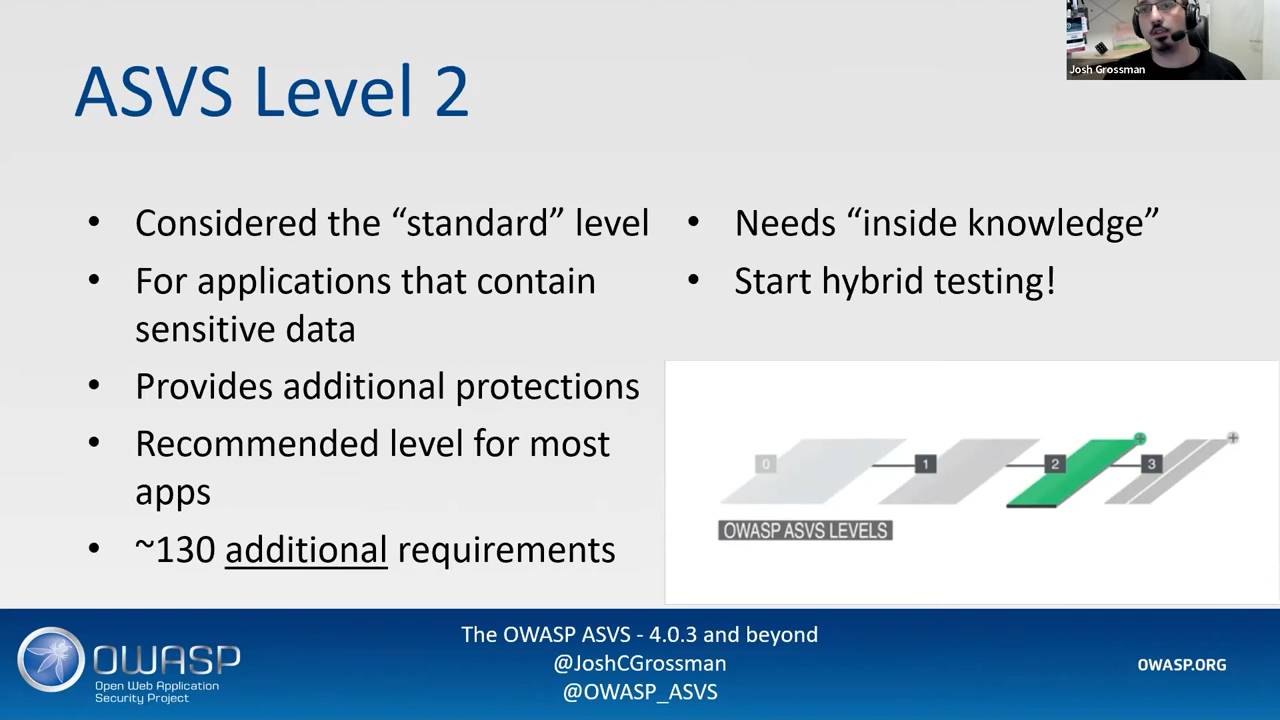 Josh Grossman
ASVS Level 2
• Considered the “standard” level
• For applications that contain
sensitive data
• Provides additional protections
• Recommended level for most
apps
• ~130 additional requirements
• Needs “inside knowledge”
• Start hybrid testing!
0
1
2
3
OWASP ASVS LEVELS
OWASP
Open Web Application
Security Project
The OWASP ASVS - 4.0.3 and beyond
@JoshCGrossman
@OWASP_ASVS
OWASP.ORG